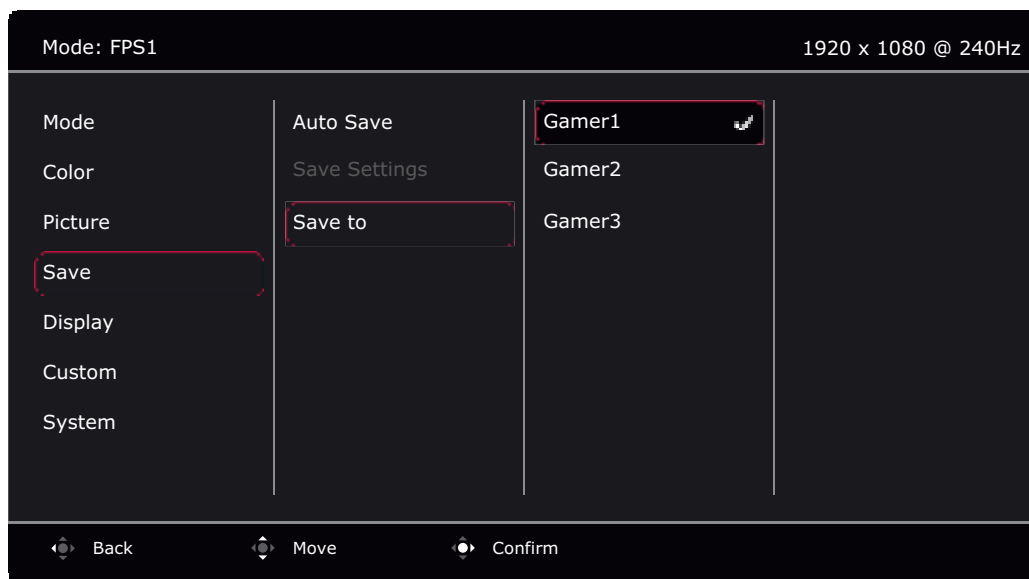 Mode: FPS1
1920 x 1080 @ 240Hz
Mode
Color
Picture
Save
Display
Custom
System
Auto Save
Save Settings
Save to
Gamer1
Gamer2
Gamer3
Back
Move
Confirm